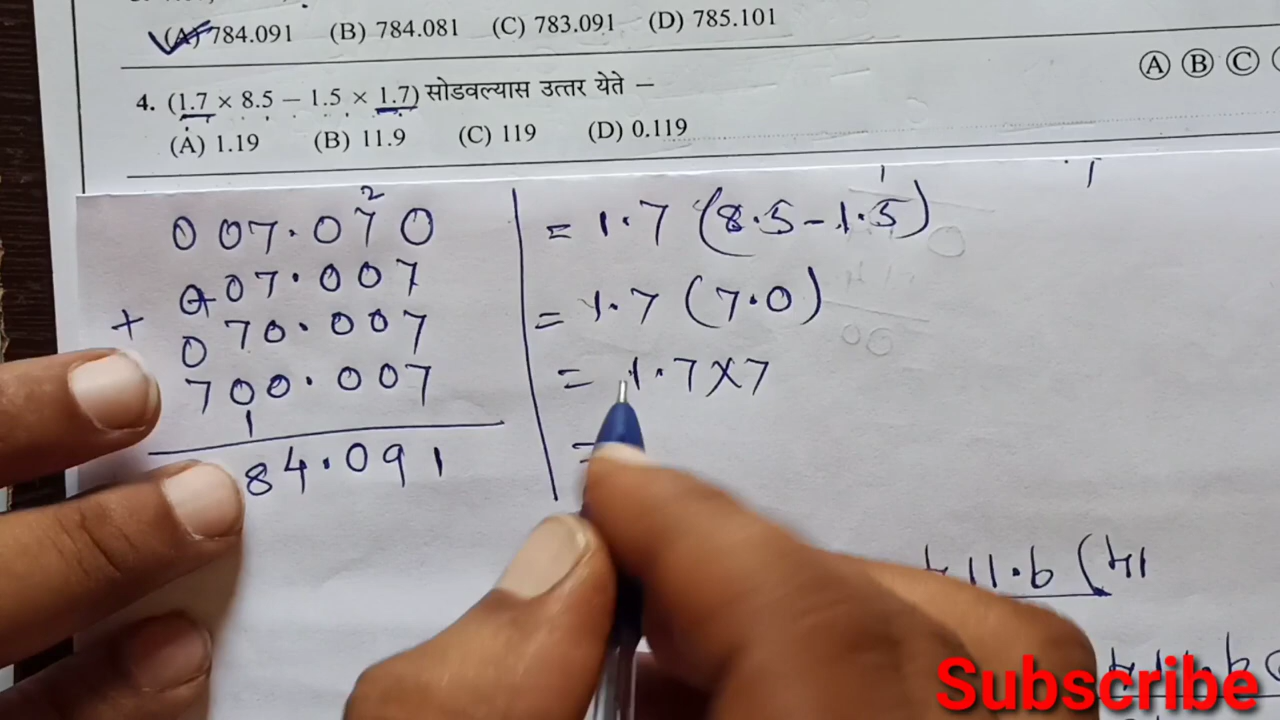 (A) 784.091 (B) 784.081 (C) 783.091 (D) 785.101
4. (1.7 × 8.5 – 1.5 × 1.7) सोडवल्यास उत्तर येते –
Ⓐ Ⓑ Ⓒ
(A) 1.19 (B) 11.9 (C) 119 (D) 0.119
2
007.070
007.007
+ 070.007
700.007
1
84.091
= 1.7 (8.5 – 1.5)
= 1.7 (7.0)
= 1.7 × 7
=
Subscribe